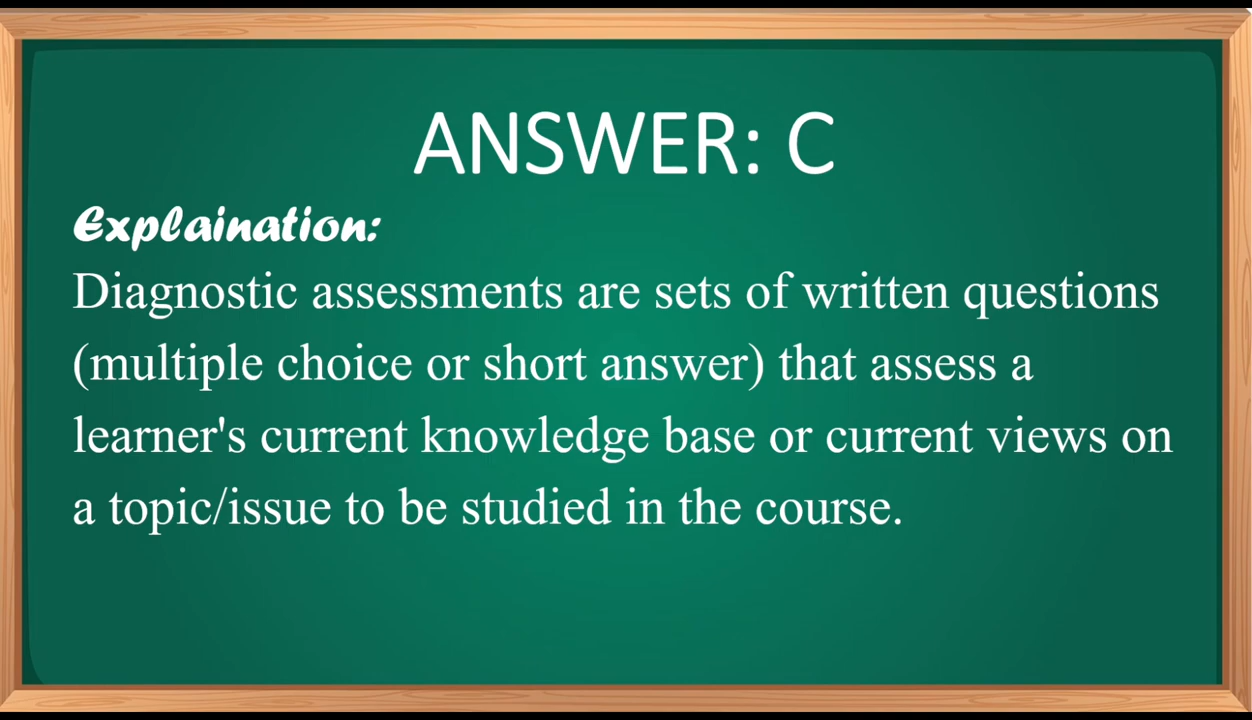 ANSWER: C
Explaination:
Diagnostic assessments are sets of written questions
(multiple choice or short answer) that assess a
learner's current knowledge base or current views on
a topic/issue to be studied in the course.